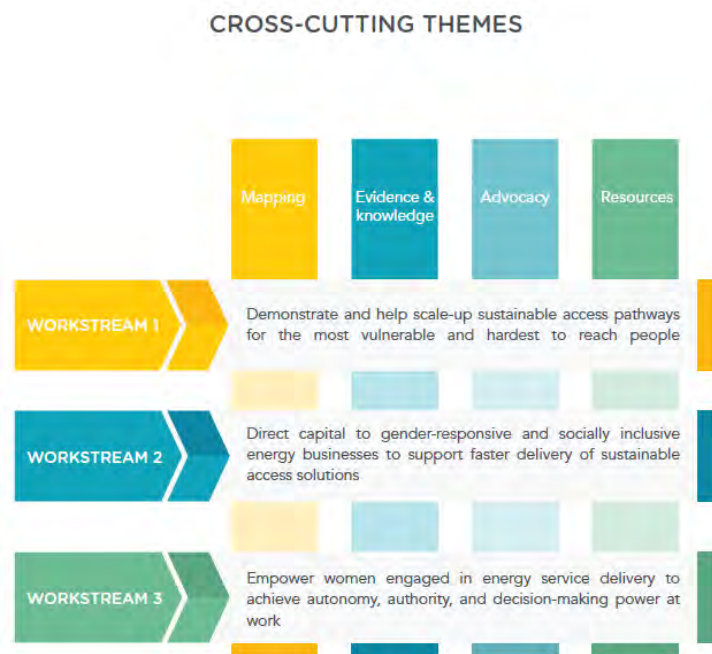 CROSS-CUTTING THEMES
Mapping
Evidence &
knowledge
Advocacy
Resources
WORKSTREAM 1
Demonstrate and help scale-up sustainable access pathways
for the most vulnerable and hardest to reach people
WORKSTREAM 2
Direct capital to gender-responsive and socially inclusive
energy businesses to support faster delivery of sustainable
access solutions
WORKSTREAM 3
Empower women engaged in energy service delivery to
achieve autonomy, authority, and decision-making power at
work